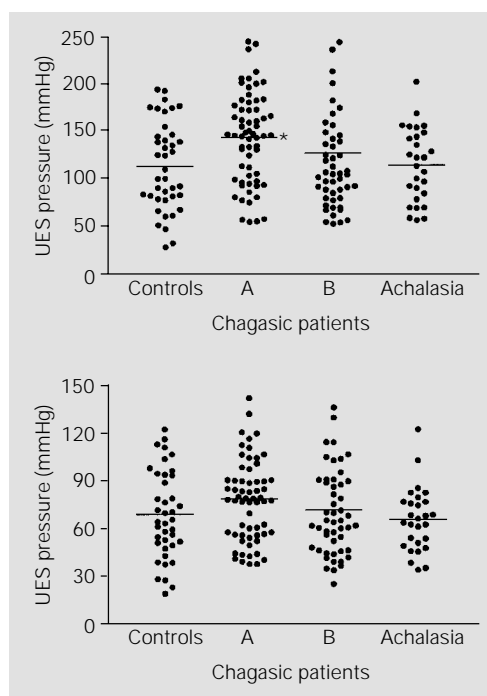 UES pressure (mmHg)
250
200
150
100
50
0
*
Controls A B Achalasia
Chagasic patients
UES pressure (mmHg)
150
120
90
60
30
0
Controls A B Achalasia
Chagasic patients